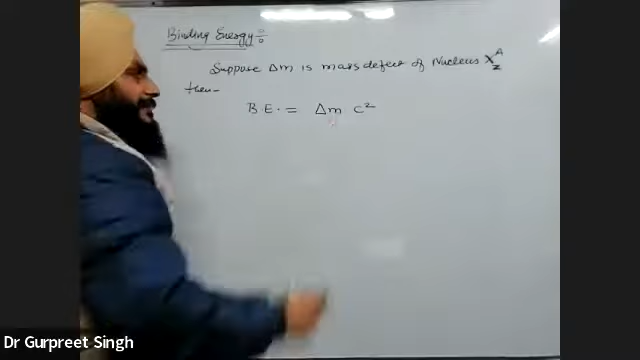 Binding Energy :-
Suppose Δm is mass defect of Nucleus X^A_Z
then -
B.E. = Δm c²
Dr Gurpreet Singh